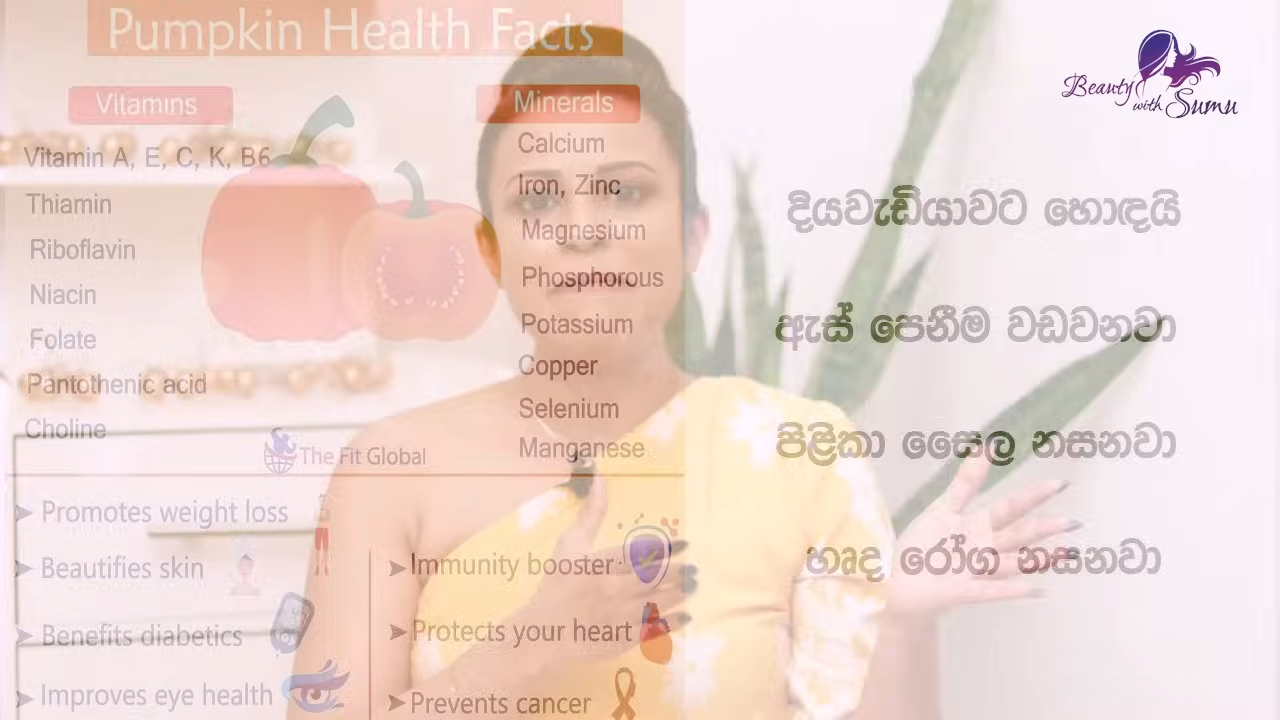 Pumpkin Health Facts
Vitamins
Vitamin A, E, C, K, B6
Thiamin
Riboflavin
Niacin
Folate
Pantothenic acid
Choline
Minerals
Calcium
Iron, Zinc
Magnesium
Phosphorous
Potassium
Copper
Selenium
Manganese
The Fit Global
➤ Promotes weight loss
➤ Beautifies skin
➤ Benefits diabetics
➤ Improves eye health
➤ Immunity booster
➤ Protects your heart
➤ Prevents cancer
Beauty with Sumu
දියවැඩියාවට හොඳයි
ඇස් පෙනීම වඩවනවා
පිළිකා සෛල නසනවා
හෘද රෝග නසනවා